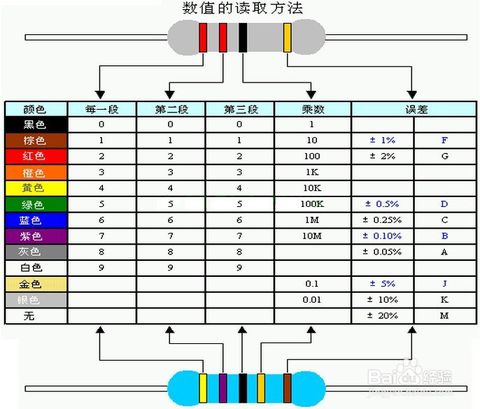 数值的读取方法
颜色 每一段 第二段 第三段 乘数 误差
黑色 0 0 0 1
棕色 1 1 1 10 ± 1% F
红色 2 2 2 100 ± 2% G
橙色 3 3 3 1K
黄色 4 4 4 10K
绿色 5 5 5 100K ± 0.5% D
蓝色 6 6 6 1M ± 0.25% C
紫色 7 7 7 10M ± 0.10% B
灰色 8 8 8 ± 0.05% A
白色 9 9 9
金色 0.1 ± 5% J
银色 0.01 ± 10% K
无 ± 20% M
Baidu经验